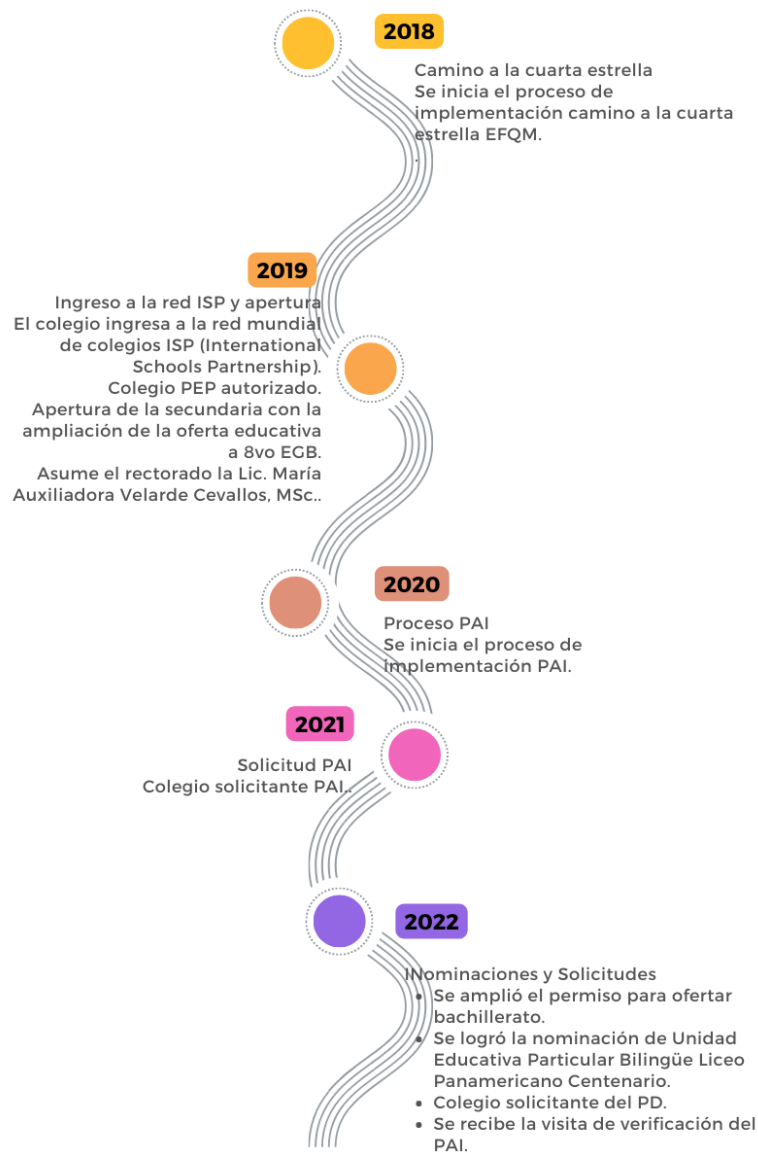 2018
Camino a la cuarta estrella
Se inicia el proceso de
implementación camino a la cuarta
estrella EFQM.
.
2019
Ingreso a la red ISP y apertura
El colegio ingresa a la red mundial
de colegios ISP (International
Schools Partnership).
Colegio PEP autorizado.
Apertura de la secundaria con la
ampliación de la oferta educativa
a 8vo EGB.
Asume el rectorado la Lic. María
Auxiliadora Velarde Cevallos, MSc..
2020
Proceso PAI
Se inicia el proceso de
implementación PAI.
2021
Solicitud PAI
Colegio solicitante PAI..
2022
INominaciones y Solicitudes
• Se amplió el permiso para ofertar
bachillerato.
• Se logró la nominación de Unidad
Educativa Particular Bilingüe Liceo
Panamericano Centenario.
• Colegio solicitante del PD.
• Se recibe la visita de verificación del
PAI.